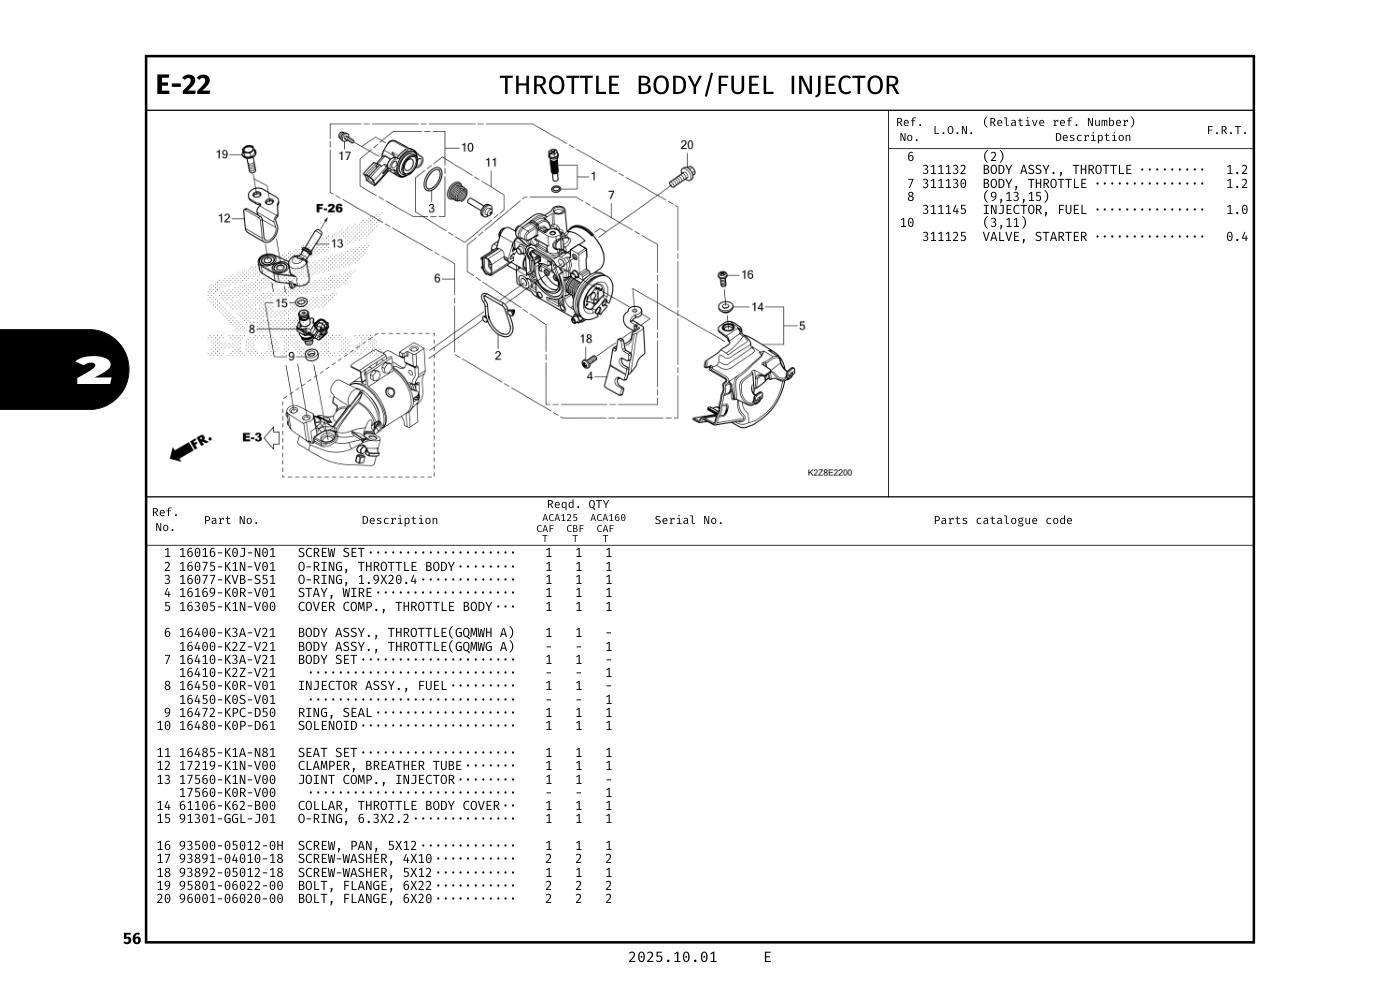 E-22
THROTTLE BODY/FUEL INJECTOR
19
17
10
11
20
1
3
7
12
F-26
13
6
16
15
14
8
5
18
9
2
4
E-3
FR.
HONDA
K2Z8E2200
Ref. No. L.O.N. (Relative ref. Number) Description F.R.T.
6 (2)
311132 BODY ASSY., THROTTLE ········· 1.2
7 311130 BODY, THROTTLE ··············· 1.2
8 (9,13,15)
311145 INJECTOR, FUEL ··············· 1.0
10 (3,11)
311125 VALVE, STARTER ··············· 0.4
2
Reqd. QTY
Ref. No. Part No. Description ACA125 ACA160 Serial No. Parts catalogue code
CAF CBF CAF
T T T
1 16016-K0J-N01 SCREW SET···················· 1 1 1
2 16075-K1N-V01 O-RING, THROTTLE BODY········ 1 1 1
3 16077-KVB-S51 O-RING, 1.9X20.4············· 1 1 1
4 16169-K0R-V01 STAY, WIRE··················· 1 1 1
5 16305-K1N-V00 COVER COMP., THROTTLE BODY··· 1 1 1
6 16400-K3A-V21 BODY ASSY., THROTTLE(GQMWH A) 1 1 -
16400-K2Z-V21 BODY ASSY., THROTTLE(GQMWG A) - - 1
7 16410-K3A-V21 BODY SET····················· 1 1 -
16410-K2Z-V21 ···························· - - 1
8 16450-K0R-V01 INJECTOR ASSY., FUEL········· 1 1 -
16450-K0S-V01 ···························· - - 1
9 16472-KPC-D50 RING, SEAL··················· 1 1 1
10 16480-K0P-D61 SOLENOID····················· 1 1 1
11 16485-K1A-N81 SEAT SET····················· 1 1 1
12 17219-K1N-V00 CLAMPER, BREATHER TUBE······· 1 1 1
13 17560-K1N-V00 JOINT COMP., INJECTOR········ 1 1 -
17560-K0R-V00 ···························· - - 1
14 61106-K62-B00 COLLAR, THROTTLE BODY COVER·· 1 1 1
15 91301-GGL-J01 O-RING, 6.3X2.2·············· 1 1 1
16 93500-05012-0H SCREW, PAN, 5X12············· 1 1 1
17 93891-04010-18 SCREW-WASHER, 4X10··········· 2 2 2
18 93892-05012-18 SCREW-WASHER, 5X12··········· 1 1 1
19 95801-06022-00 BOLT, FLANGE, 6X22··········· 2 2 2
20 96001-06020-00 BOLT, FLANGE, 6X20··········· 2 2 2
56
2025.10.01 E